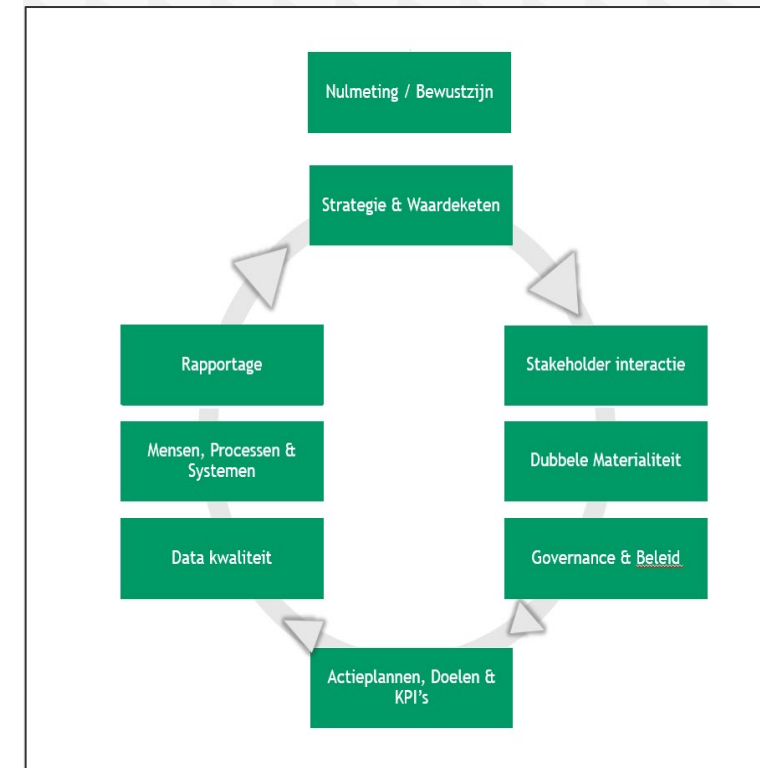 Nulmeting / Bewustzijn
Strategie & Waardeketen
Rapportage
Stakeholder interactie
Mensen, Processen &
Systemen
Dubbele Materialiteit
Data kwaliteit
Governance & Beleid
Actieplannen, Doelen &
KPI's